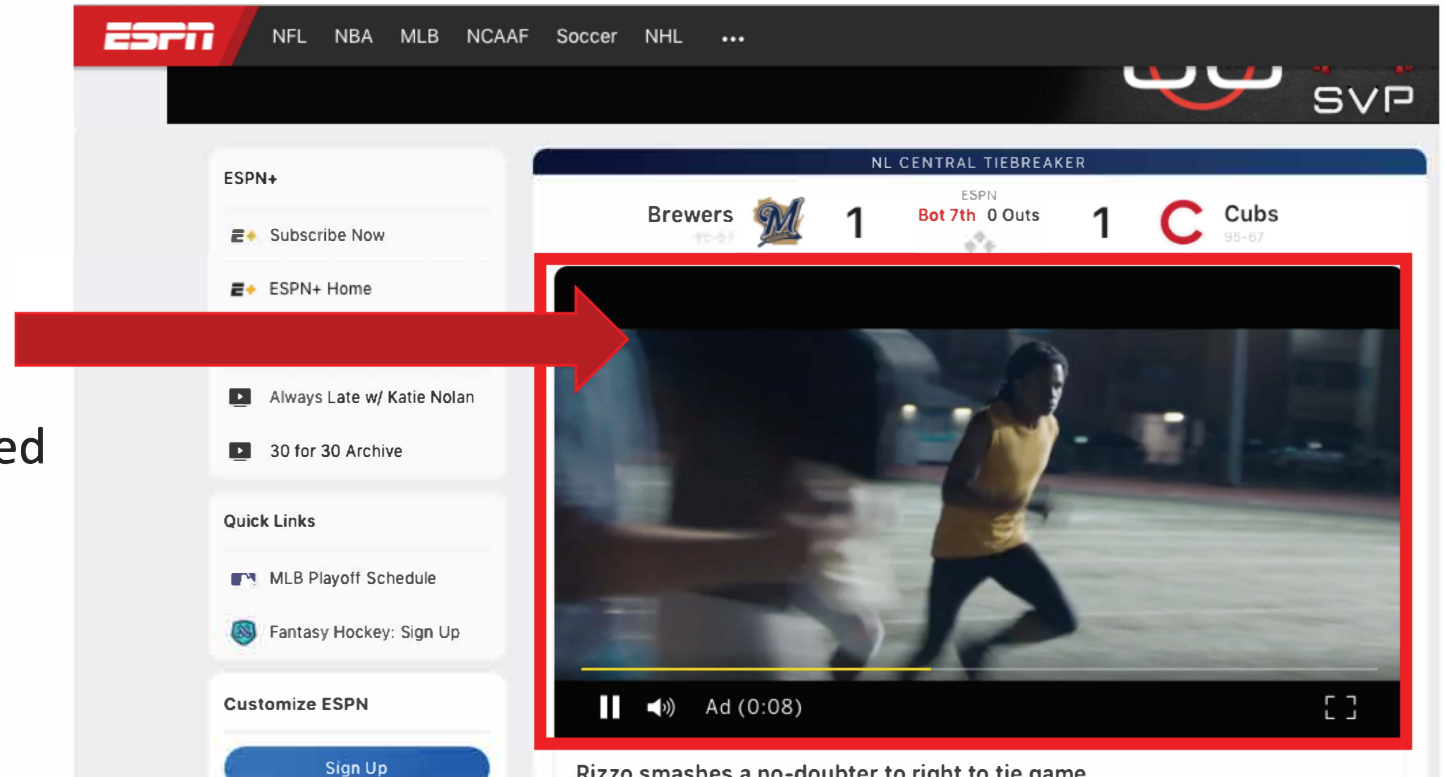 ESPN NFL NBA MLB NCAAF Soccer NHL
SVP
ed
ESPN+
Subscribe Now
ESPN+ Home
Always Late w/ Katie Nolan
30 for 30 Archive
Quick Links
MLB Playoff Schedule
Fantasy Hockey: Sign Up
Customize ESPN
Sign Up
NL CENTRAL TIEBREAKER
ESPN
Brewers 1 Bot 7th 0 Outs 1 Cubs
95-67
Ad (0:08)
Rizzo smashes a no-doubter to right to tie game